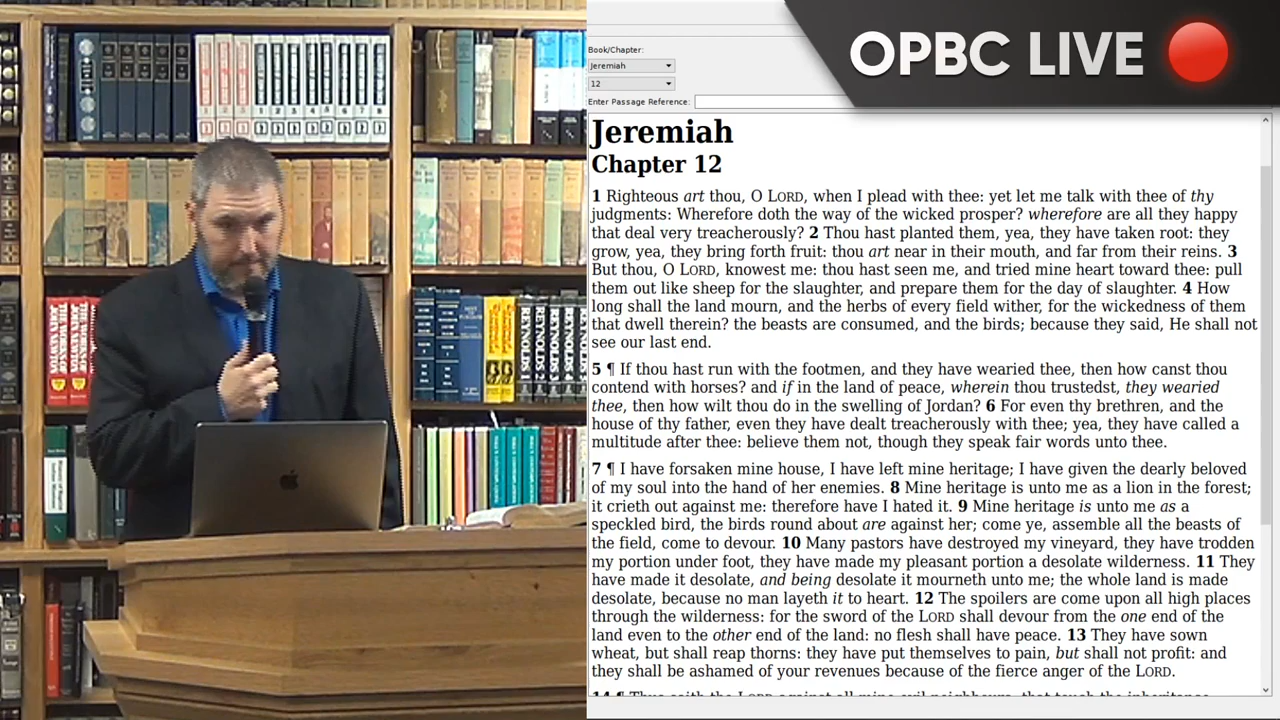 OPBC LIVE
Book/Chapter:
Jeremiah
12
Enter Passage Reference:
Jeremiah
Chapter 12
1 Righteous art thou, O LORD, when I plead with thee: yet let me talk with thee of thy
judgments: Wherefore doth the way of the wicked prosper? wherefore are all they happy
that deal very treacherously? 2 Thou hast planted them, yea, they have taken root: they
grow, yea, they bring forth fruit: thou art near in their mouth, and far from their reins. 3
But thou, O LORD, knowest me: thou hast seen me, and tried mine heart toward thee: pull
them out like sheep for the slaughter, and prepare them for the day of slaughter. 4 How
long shall the land mourn, and the herbs of every field wither, for the wickedness of them
that dwell therein? the beasts are consumed, and the birds; because they said, He shall not
see our last end.
5 ¶ If thou hast run with the footmen, and they have wearied thee, then how canst thou
contend with horses? and if in the land of peace, wherein thou trustedst, they wearied
thee, then how wilt thou do in the swelling of Jordan? 6 For even thy brethren, and the
house of thy father, even they have dealt treacherously with thee; yea, they have called a
multitude after thee: believe them not, though they speak fair words unto thee.
7 ¶ I have forsaken mine house, I have left mine heritage; I have given the dearly beloved
of my soul into the hand of her enemies. 8 Mine heritage is unto me as a lion in the forest;
it crieth out against me: therefore have I hated it. 9 Mine heritage is unto me as a
speckled bird, the birds round about are against her; come ye, assemble all the beasts of
the field, come to devour. 10 Many pastors have destroyed my vineyard, they have trodden
my portion under foot, they have made my pleasant portion a desolate wilderness. 11 They
have made it desolate, and being desolate it mourneth unto me; the whole land is made
desolate, because no man layeth it to heart. 12 The spoilers are come upon all high places
through the wilderness: for the sword of the LORD shall devour from the one end of the
land even to the other end of the land: no flesh shall have peace. 13 They have sown
wheat, but shall reap thorns: they have put themselves to pain, but shall not profit: and
they shall be ashamed of your revenues because of the fierce anger of the LORD.
14 ¶ Thus saith the LORD against all mine evil neighbours, that touch the inheritance
REYNOLDS 1
REYNOLDS 2
REYNOLDS